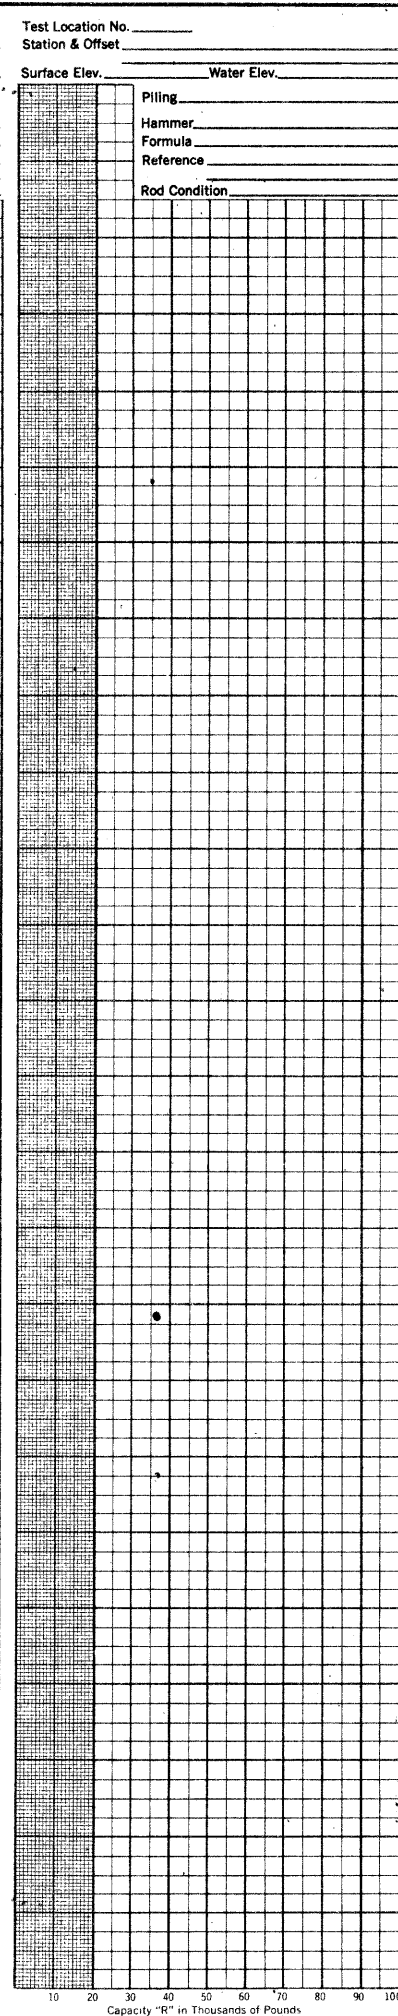 Test Location No.
Station & Offset
Surface Elev. Water Elev.
Piling
Hammer
Formula
Reference
Rod Condition
10 20 30 40 50 60 70 80 90 100
Capacity "R" in Thousands of Pounds